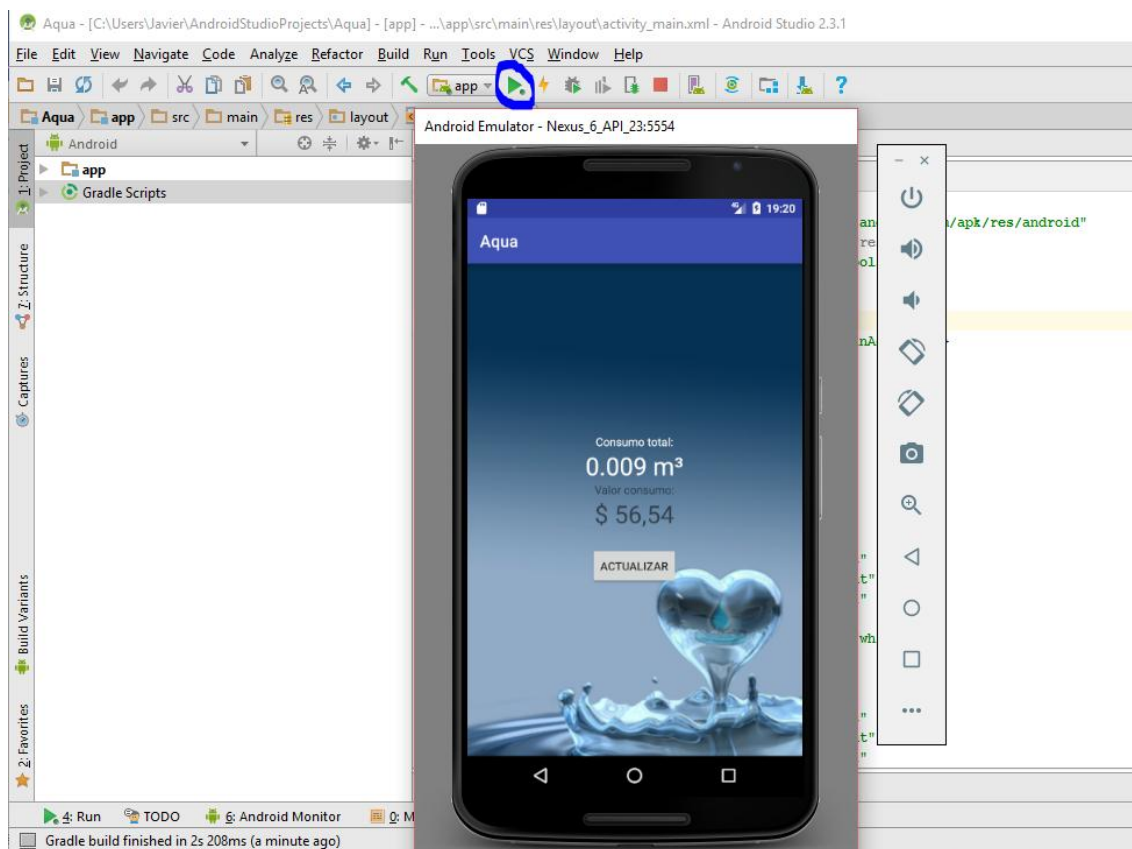 Aqua - [C:\Users\Javier\AndroidStudioProjects\Aqua] - [app] - ...\app\src\main\res\layout\activity_main.xml - Android Studio 2.3.1
File Edit View Navigate Code Analyze Refactor Build Run Tools VCS Window Help
app
Aqua app src main res layout
Android Emulator - Nexus_6_API_23:5554
Android
1: Project
app
Gradle Scripts
7: Structure
Captures
Build Variants
2: Favorites
4G 19:20
Aqua
Consumo total:
0.009 m³
Valor consumo:
$ 56,54
ACTUALIZAR
/apk/res/android"
4: Run TODO 6: Android Monitor 0: M
Gradle build finished in 2s 208ms (a minute ago)